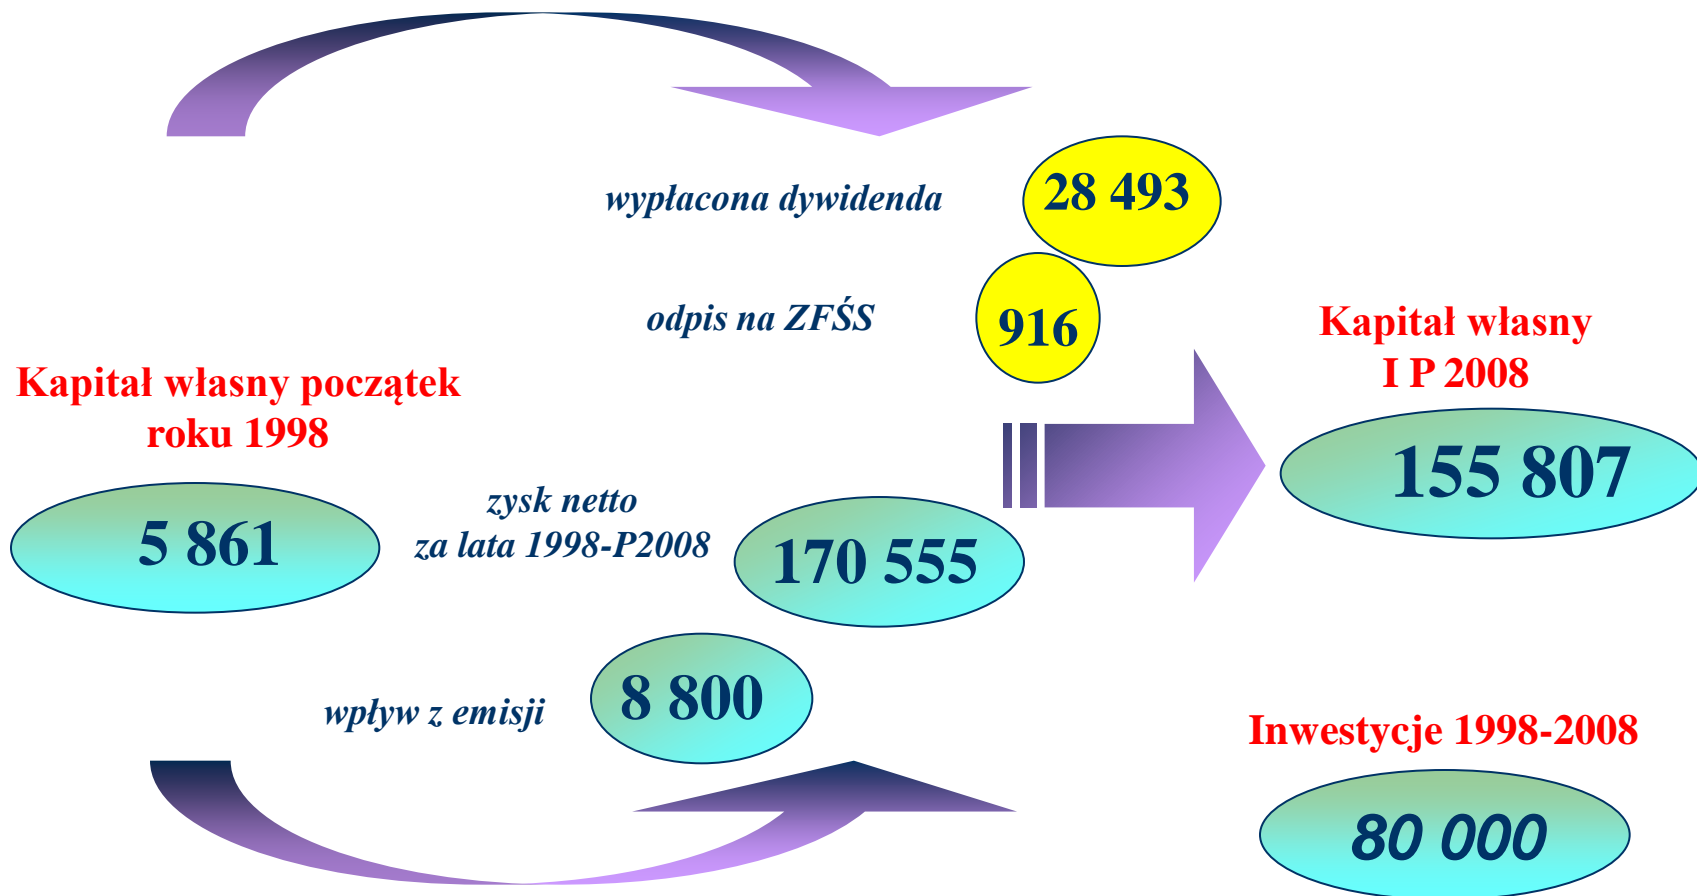 wypłacona dywidenda
28 493
odpis na ZFŚS
916
Kapitał własny początek
roku 1998
5 861
zysk netto
za lata 1998-P2008
170 555
wpływ z emisji
8 800
Kapitał własny
I P 2008
155 807
Inwestycje 1998-2008
80 000